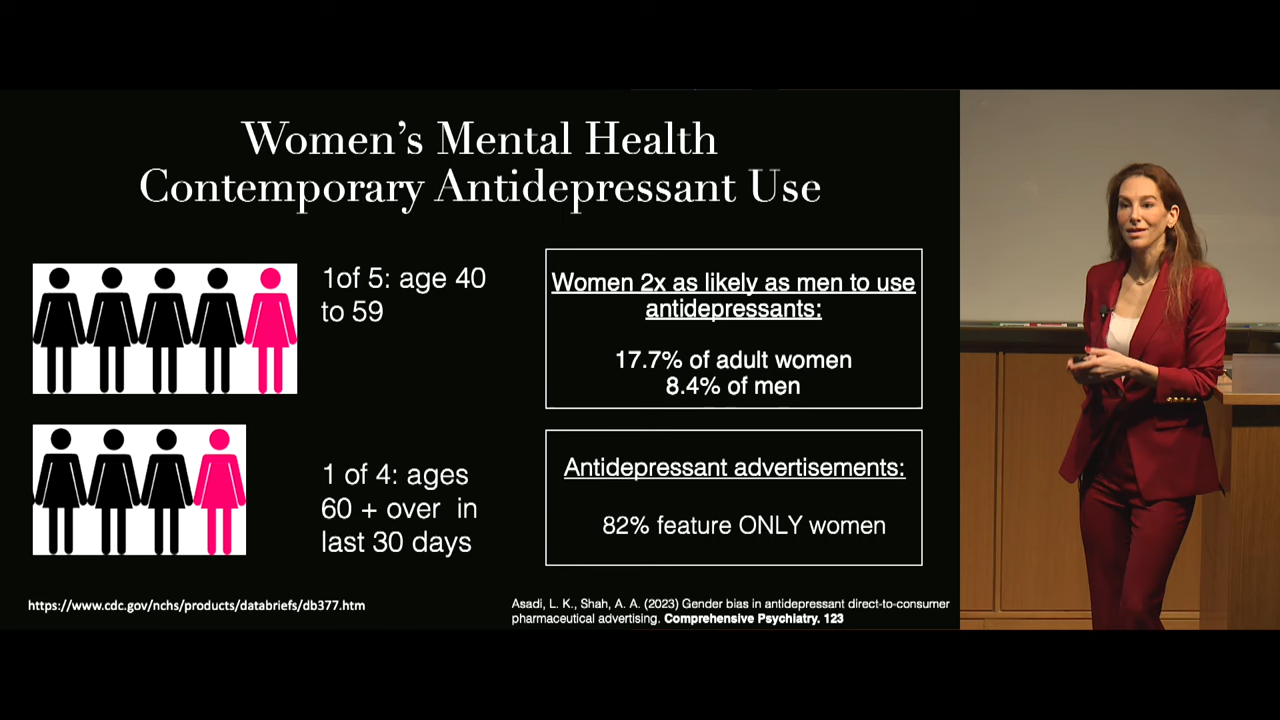 Women's Mental Health
Contemporary Antidepressant Use
1of 5: age 40
to 59
1 of 4: ages
60 + over in
last 30 days
Women 2x as likely as men to use
antidepressants:
17.7% of adult women
8.4% of men
Antidepressant advertisements:
82% feature ONLY women
https://www.cdc.gov/nchs/products/databriefs/db377.htm
Asadi, L. K., Shah, A. A. (2023) Gender bias in antidepressant direct-to-consumer
pharmaceutical advertising. Comprehensive Psychiatry. 123